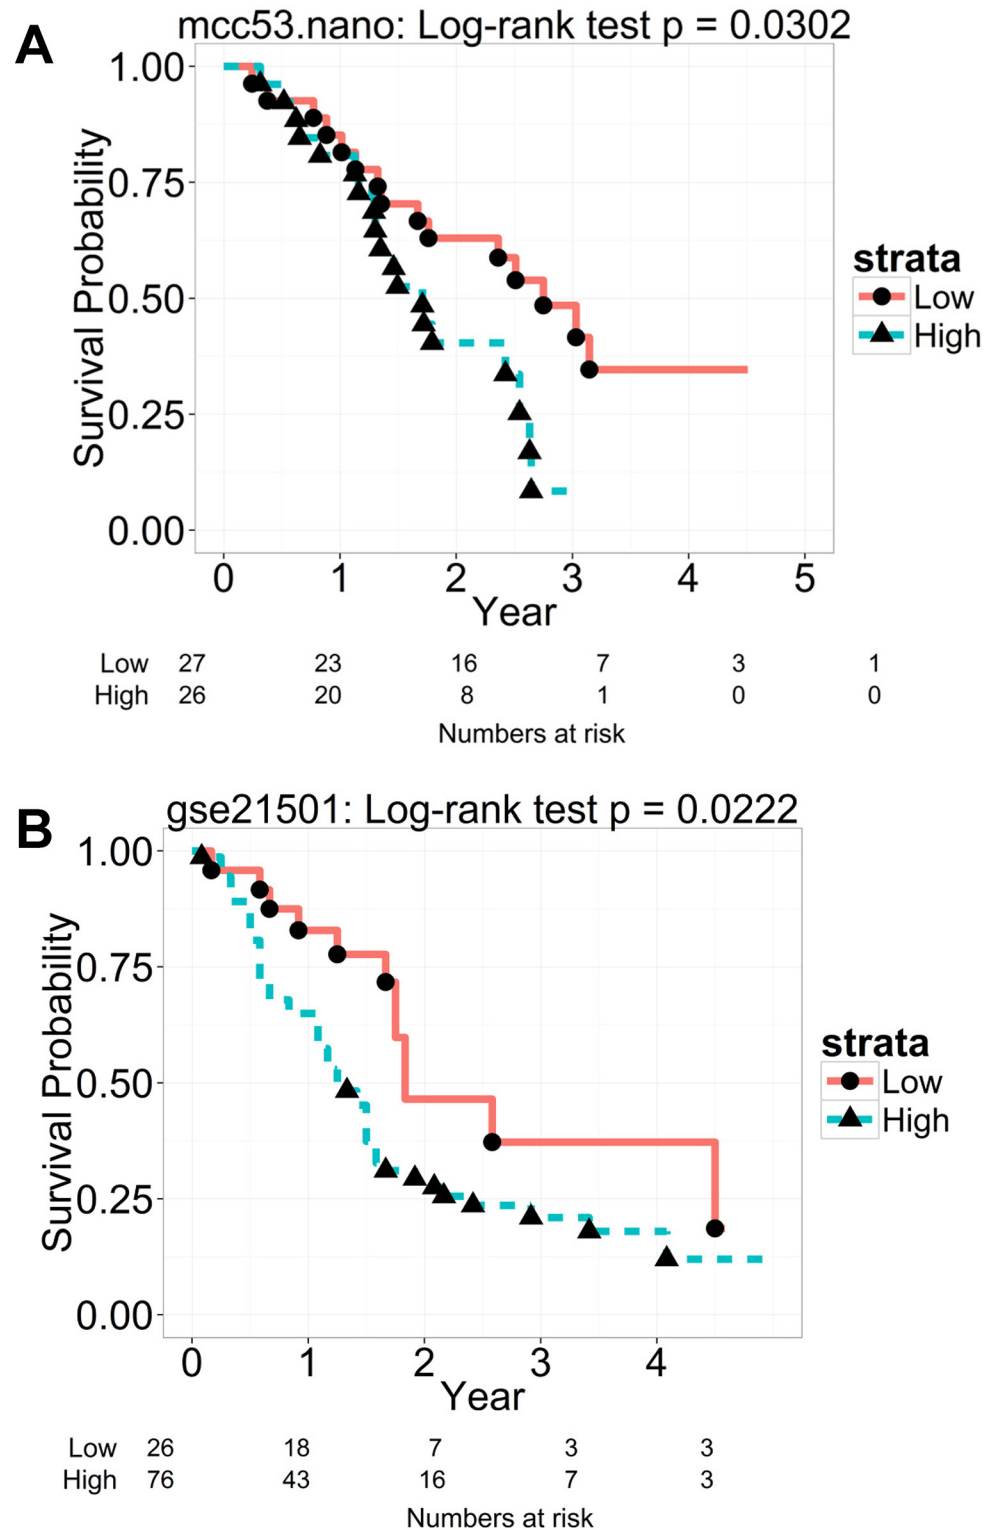 A
mcc53.nano: Log-rank test p = 0.0302
1.00
0.75
0.50
0.25
0.00
Survival Probability
0 1 2 3 4 5
Year
strata
Low
High
Low 27 23 16 7 3 1
High 26 20 8 1 0 0
Numbers at risk
B
gse21501: Log-rank test p = 0.0222
1.00
0.75
0.50
0.25
0.00
Survival Probability
0 1 2 3 4
Year
strata
Low
High
Low 26 18 7 3 3
High 76 43 16 7 3
Numbers at risk